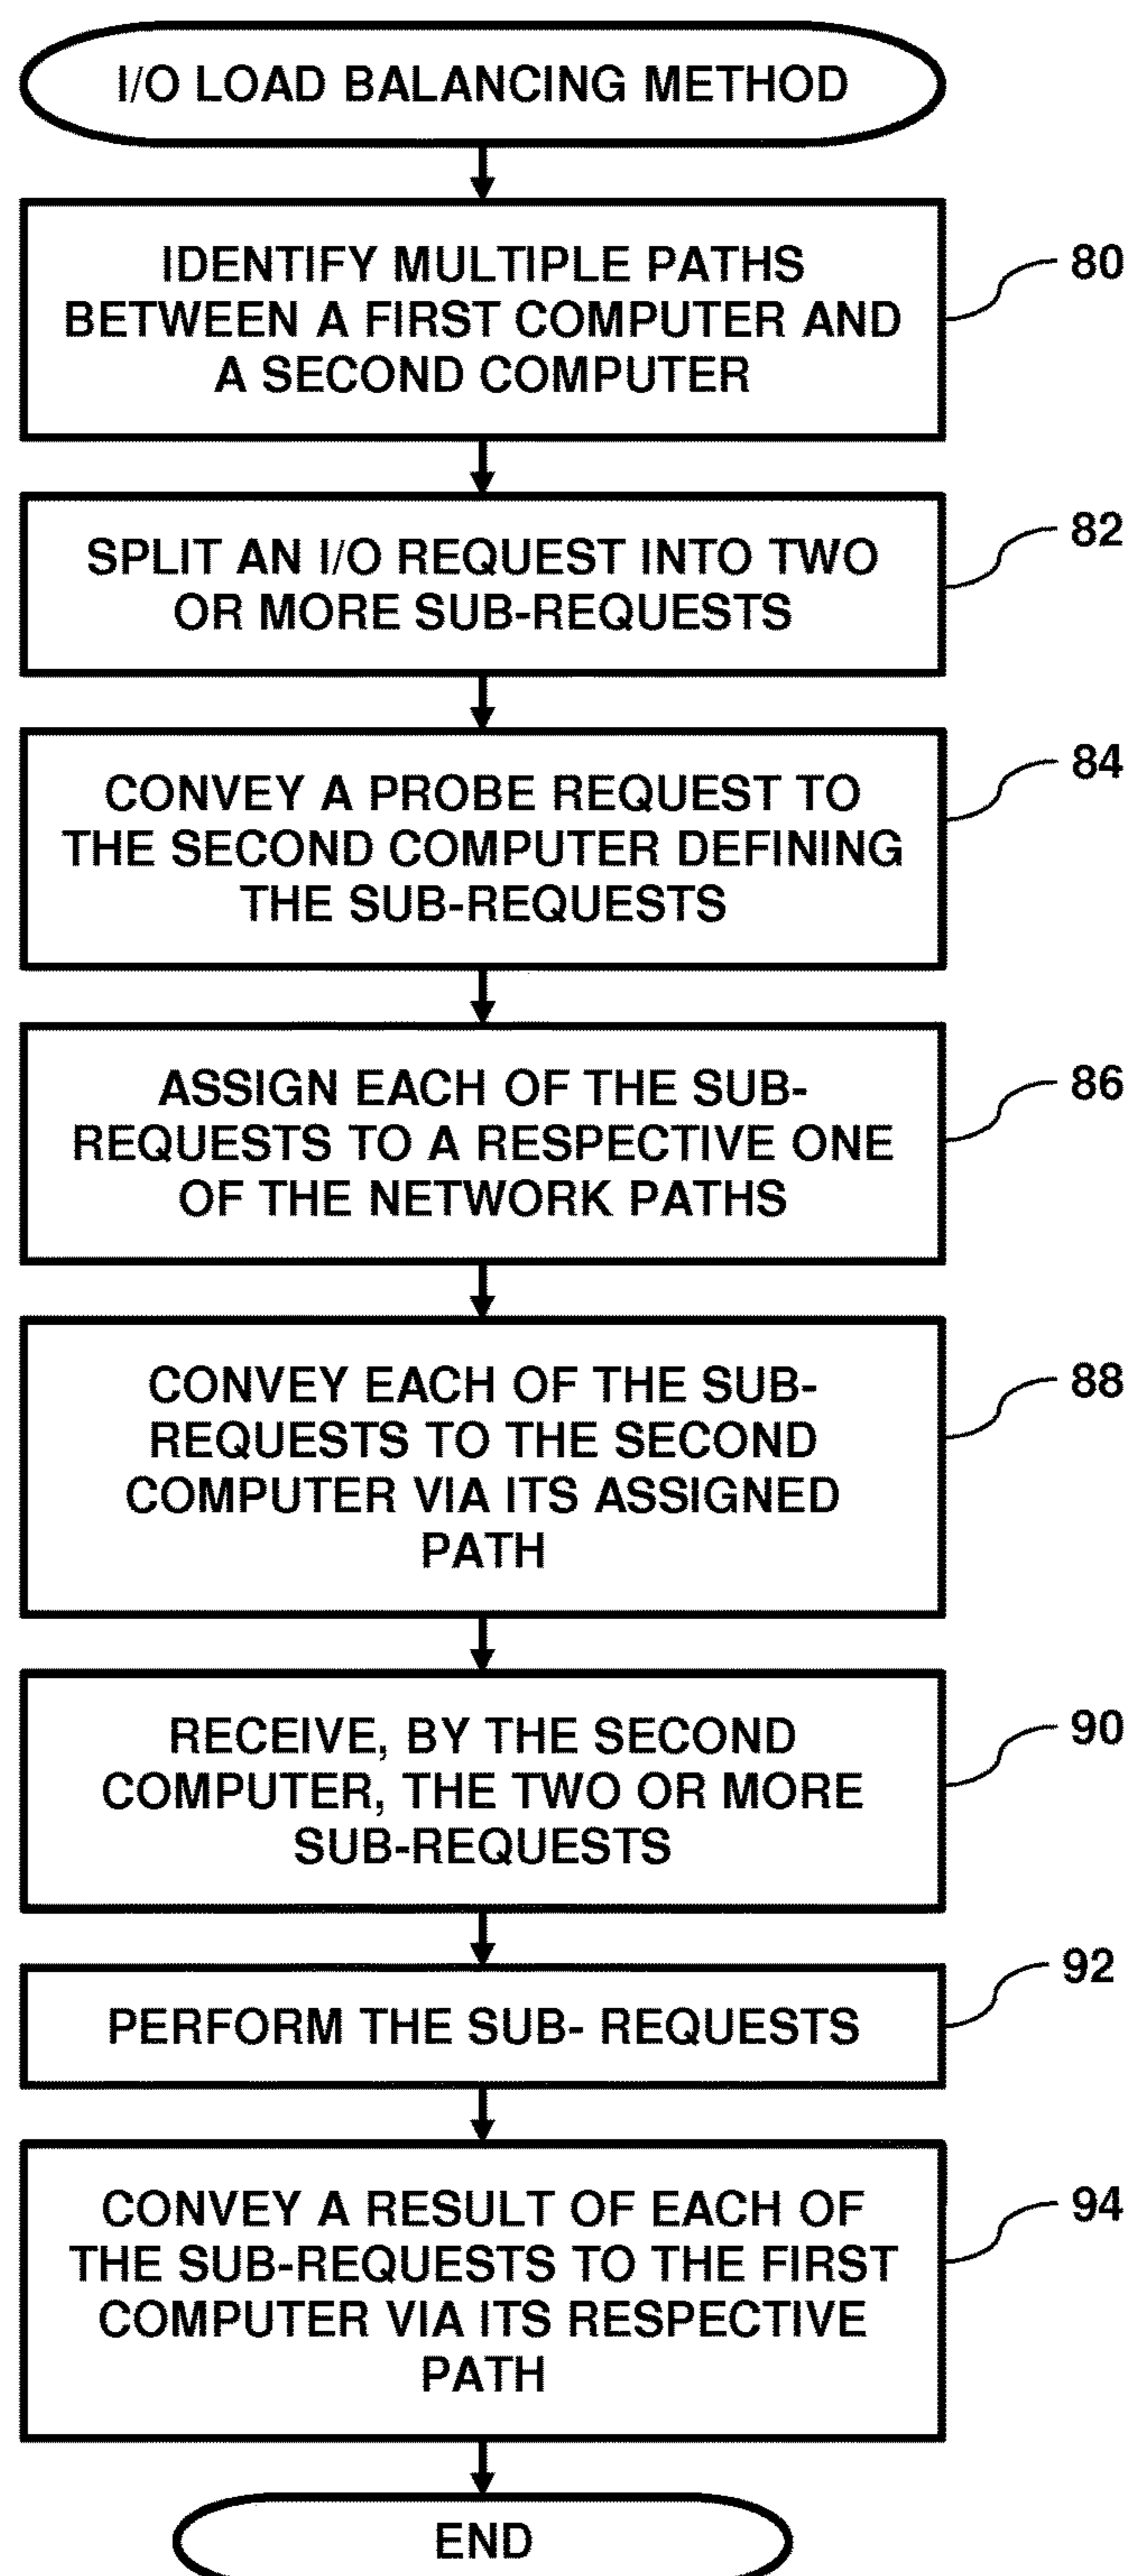 I/O LOAD BALANCING METHOD
IDENTIFY MULTIPLE PATHS
BETWEEN A FIRST COMPUTER AND
A SECOND COMPUTER
80
SPLIT AN I/O REQUEST INTO TWO
OR MORE SUB-REQUESTS
82
CONVEY A PROBE REQUEST TO
THE SECOND COMPUTER DEFINING
THE SUB-REQUESTS
84
ASSIGN EACH OF THE SUB-
REQUESTS TO A RESPECTIVE ONE
OF THE NETWORK PATHS
86
CONVEY EACH OF THE SUB-
REQUESTS TO THE SECOND
COMPUTER VIA ITS ASSIGNED
PATH
88
RECEIVE, BY THE SECOND
COMPUTER, THE TWO OR MORE
SUB-REQUESTS
90
PERFORM THE SUB- REQUESTS
92
CONVEY A RESULT OF EACH OF
THE SUB-REQUESTS TO THE FIRST
COMPUTER VIA ITS RESPECTIVE
PATH
94
END